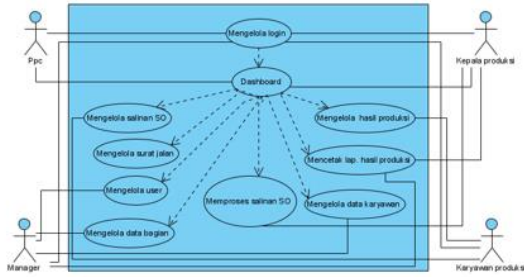 Mengelola login
Ppc
Kepala produksi
Dashboard
Mengelola salinan SO
Mengelola hasil produksi
Mengelola surat jalan
Mencetak lap. hasil produksi
Mengelola user
Memproses salinan SO
Mengelola data karyawan
Mengelola data bagian
Manager
Karyawan produksi